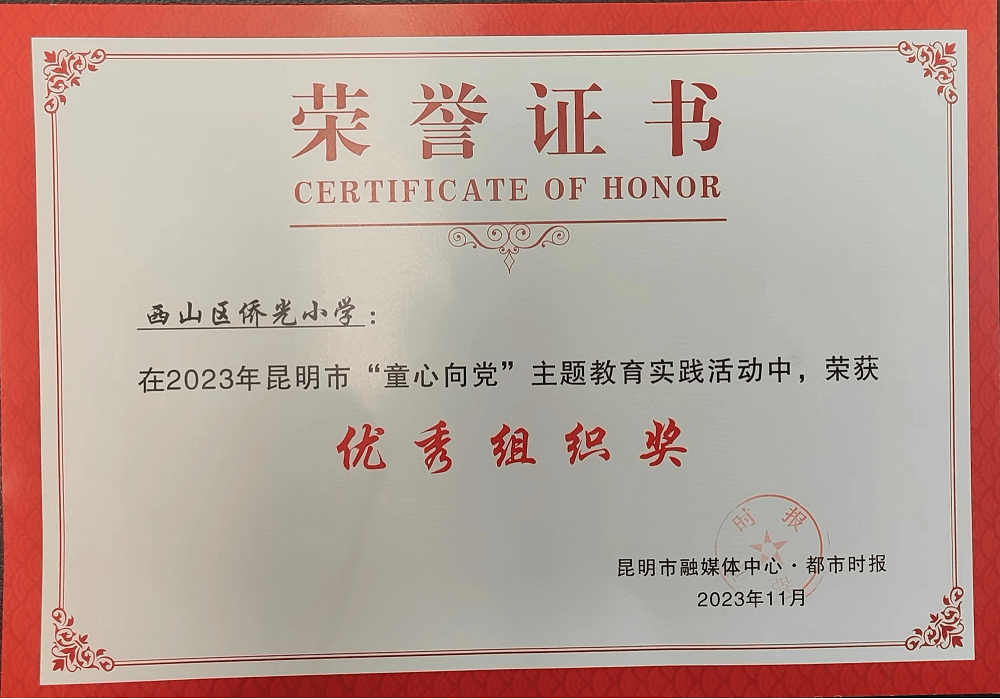 荣誉证书
CERTIFICATE OF HONOR
西山区侨光小学：
在2023年昆明市“童心向党”主题教育实践活动中，荣获
优秀组织奖
时报
昆明市融媒体中心·都市时报
2023年11月